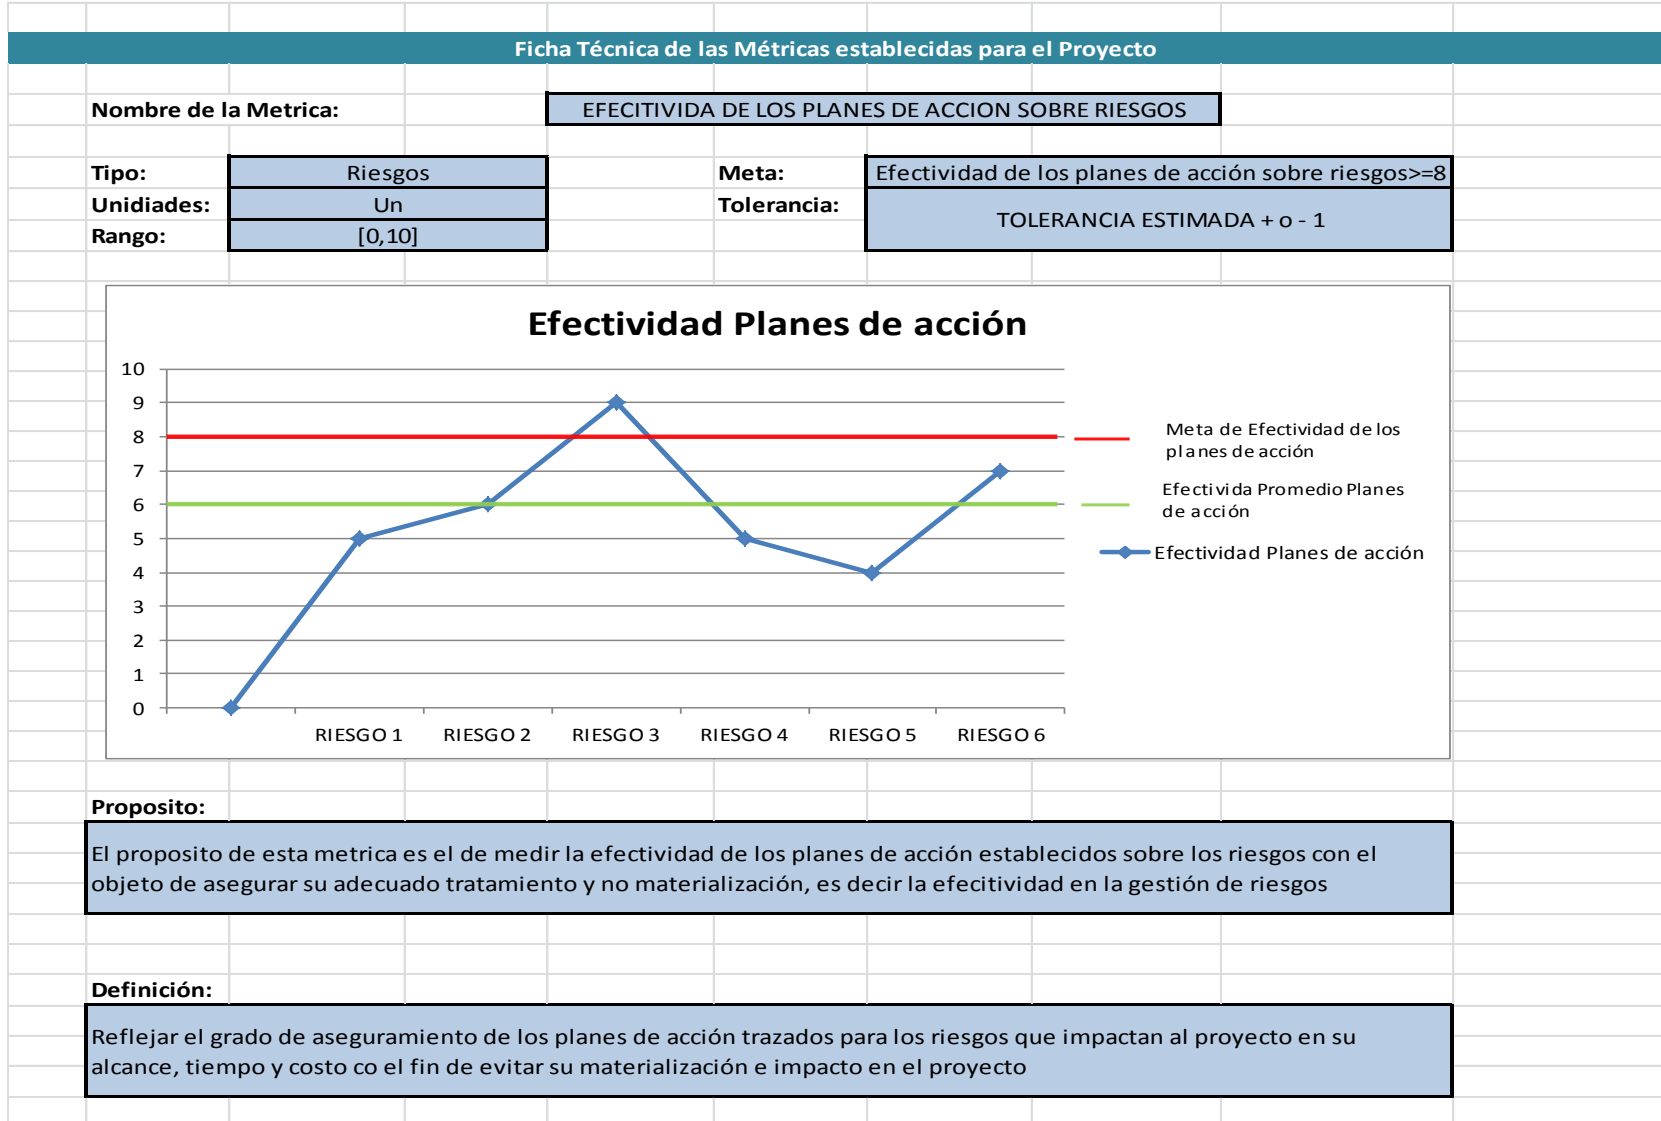 Ficha Técnica de las Métricas establecidas para el Proyecto
Nombre de la Metrica:
EFECITIVIDA DE LOS PLANES DE ACCION SOBRE RIESGOS
Tipo:
Riesgos
Meta:
Efectividad de los planes de acción sobre riesgos>=8
Unidiades:
Un
Tolerancia:
TOLERANCIA ESTIMADA + o - 1
Rango:
[0,10]
Efectividad Planes de acción
10
9
8
7
6
5
4
3
2
1
0
RIESGO 1
RIESGO 2
RIESGO 3
RIESGO 4
RIESGO 5
RIESGO 6
Meta de Efectividad de los
planes de acción
Efectivida Promedio Planes
de acción
Efectividad Planes de acción
Proposito:
El proposito de esta metrica es el de medir la efectividad de los planes de acción establecidos sobre los riesgos con el
objeto de asegurar su adecuado tratamiento y no materialización, es decir la efecitividad en la gestión de riesgos
Definición:
Reflejar el grado de aseguramiento de los planes de acción trazados para los riesgos que impactan al proyecto en su
alcance, tiempo y costo co el fin de evitar su materialización e impacto en el proyecto